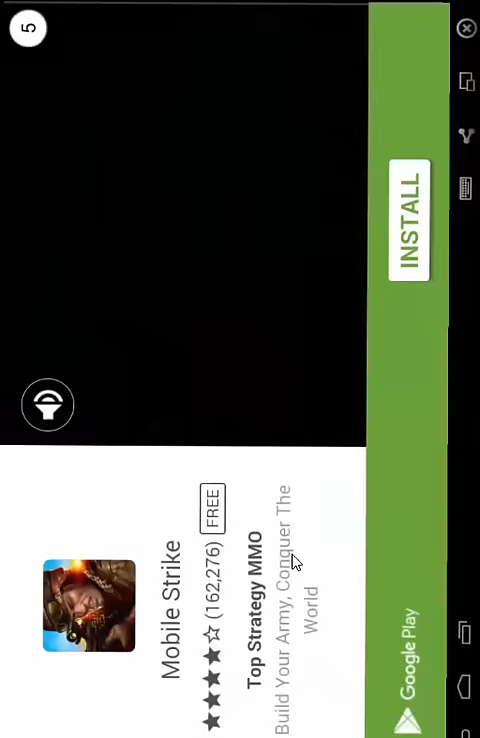 5
Mobile Strike
(162,276) FREE
Top Strategy MMO
Build Your Army, Conquer The
World
INSTALL
Google Play